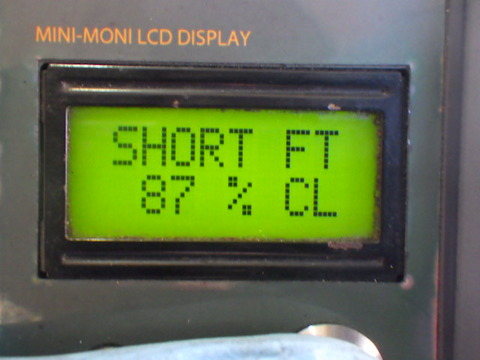 MINI-MONI LCD DISPLAY
SHORT FT
87 % CL